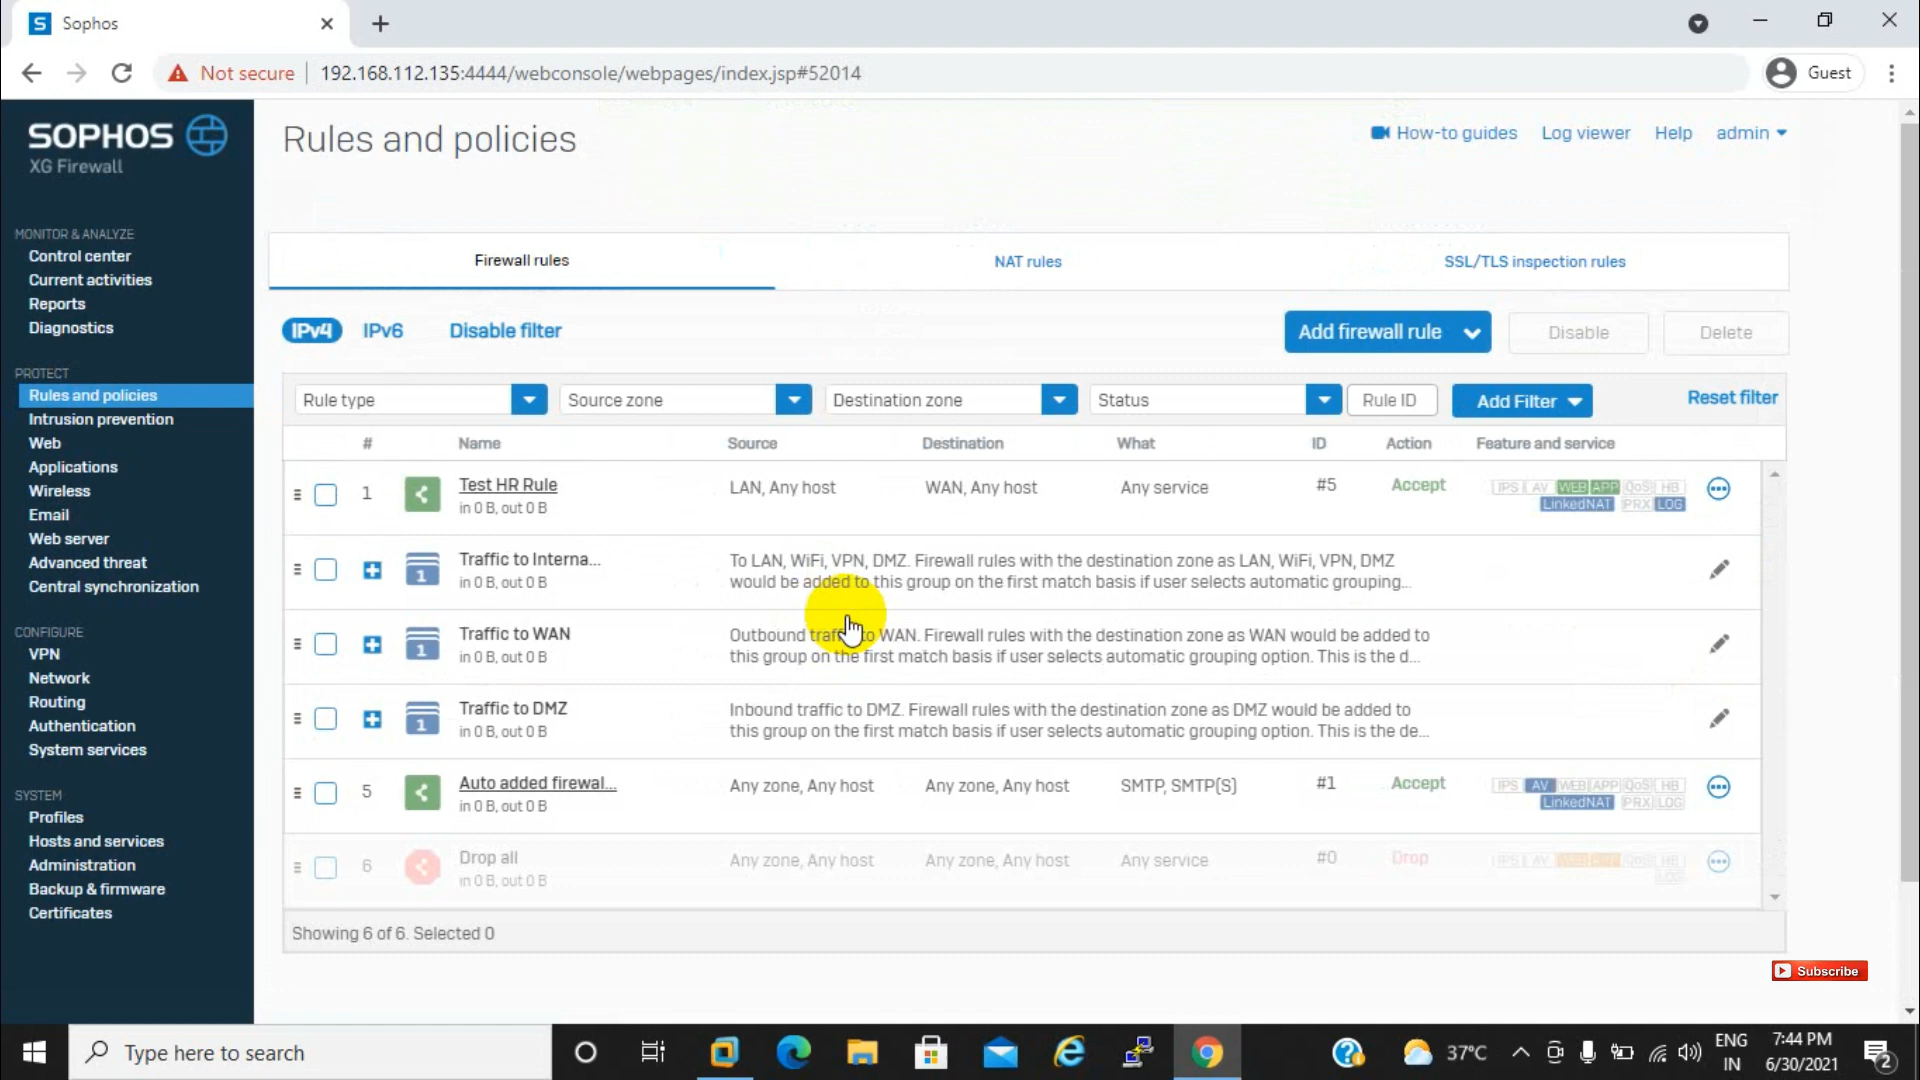 Sophos
Not secure
192.168.112.135:4444/webconsole/webpages/index.jsp#52014
Guest
SOPHOS
XG Firewall
Rules and policies
How-to guides
Log viewer
Help
admin
MONITOR & ANALYZE
Control center
Current activities
Reports
Diagnostics
PROTECT
Rules and policies
Intrusion prevention
Web
Applications
Wireless
Email
Web server
Advanced threat
Central synchronization
CONFIGURE
VPN
Network
Routing
Authentication
System services
SYSTEM
Profiles
Hosts and services
Administration
Backup & firmware
Certificates
Firewall rules
NAT rules
SSL/TLS inspection rules
IPv4
IPv6
Disable filter
Add firewall rule
Disable
Delete
Rule type
Source zone
Destination zone
Status
Rule ID
Add Filter
Reset filter
# Name Source Destination What ID Action Feature and service
1 Test HR Rule LAN, Any host WAN, Any host Any service #5 Accept IPS AV WEB APP QoS HB
in 0 B, out 0 B LinkedNAT PRX LOG
1 Traffic to Interna... To LAN, WiFi, VPN, DMZ. Firewall rules with the destination zone as LAN, WiFi, VPN, DMZ
in 0 B, out 0 B would be added to this group on the first match basis if user selects automatic grouping...
1 Traffic to WAN Outbound traffic to WAN. Firewall rules with the destination zone as WAN would be added to
in 0 B, out 0 B this group on the first match basis if user selects automatic grouping option. This is the d...
1 Traffic to DMZ Inbound traffic to DMZ. Firewall rules with the destination zone as DMZ would be added to
in 0 B, out 0 B this group on the first match basis if user selects automatic grouping option. This is the de...
5 Auto added firewal... Any zone, Any host Any zone, Any host SMTP, SMTP(S) #1 Accept IPS AV WEB APP QoS HB
in 0 B, out 0 B LinkedNAT PRX LOG
6 Drop all Any zone, Any host Any zone, Any host Any service #0 Drop IPS AV WEB APP QoS HB
in 0 B, out 0 B LOG
Showing 6 of 6. Selected 0
Subscribe
Type here to search
37°C
ENG
IN
7:44 PM
6/30/2021
2